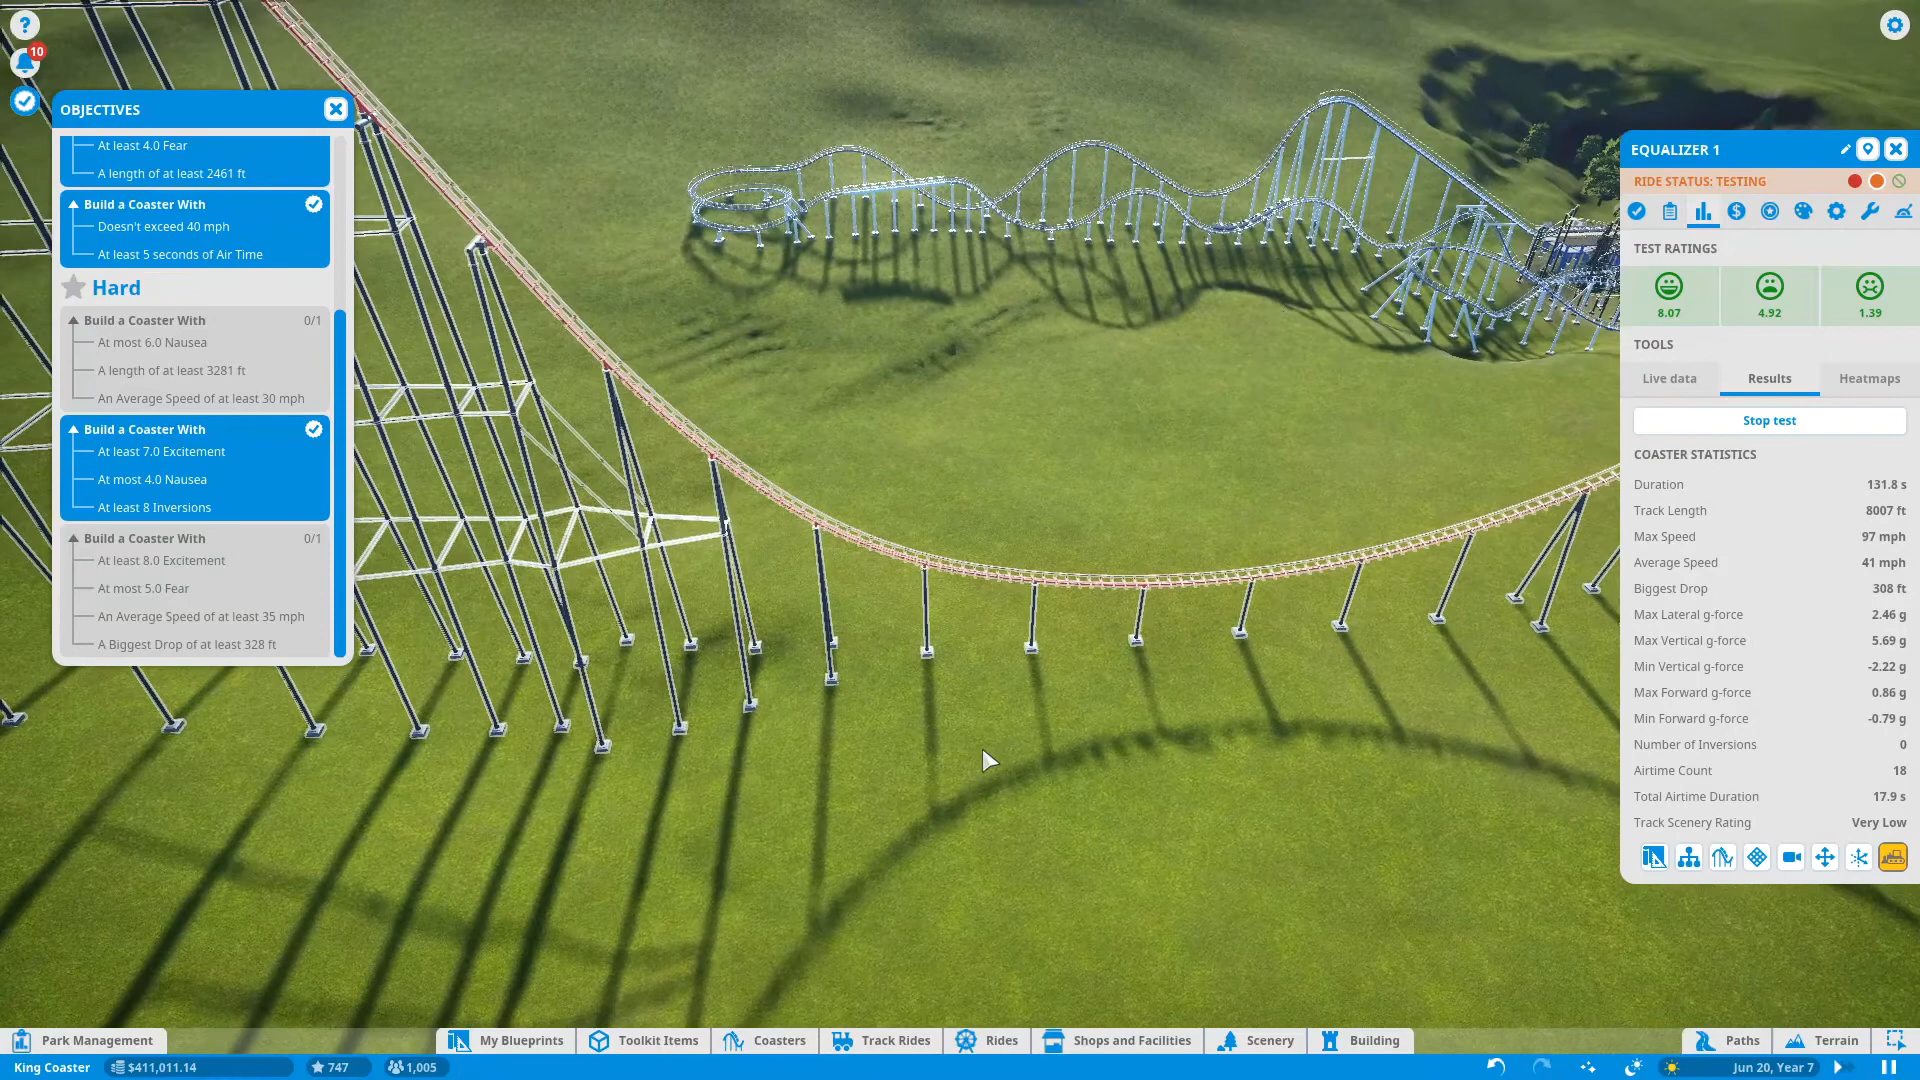 10
OBJECTIVES
At least 4.0 Fear
A length of at least 2461 ft
Build a Coaster With
Doesn't exceed 40 mph
At least 5 seconds of Air Time
Hard
Build a Coaster With 0/1
At most 6.0 Nausea
A length of at least 3281 ft
An Average Speed of at least 30 mph
Build a Coaster With
At least 7.0 Excitement
At most 4.0 Nausea
At least 8 Inversions
Build a Coaster With 0/1
At least 8.0 Excitement
At most 5.0 Fear
An Average Speed of at least 35 mph
A Biggest Drop of at least 328 ft
EQUALIZER 1
RIDE STATUS: TESTING
TEST RATINGS
8.07 4.92 1.39
TOOLS
Live data Results Heatmaps
Stop test
COASTER STATISTICS
Duration 131.8 s
Track Length 8007 ft
Max Speed 97 mph
Average Speed 41 mph
Biggest Drop 308 ft
Max Lateral g-force 2.46 g
Max Vertical g-force 5.69 g
Min Vertical g-force -2.22 g
Max Forward g-force 0.86 g
Min Forward g-force -0.79 g
Number of Inversions 0
Airtime Count 18
Total Airtime Duration 17.9 s
Track Scenery Rating Very Low
Park Management My Blueprints Toolkit Items Coasters Track Rides Rides Shops and Facilities Scenery Building Paths Terrain
King Coaster $411,011.14 747 1,005 Jun 20, Year 7